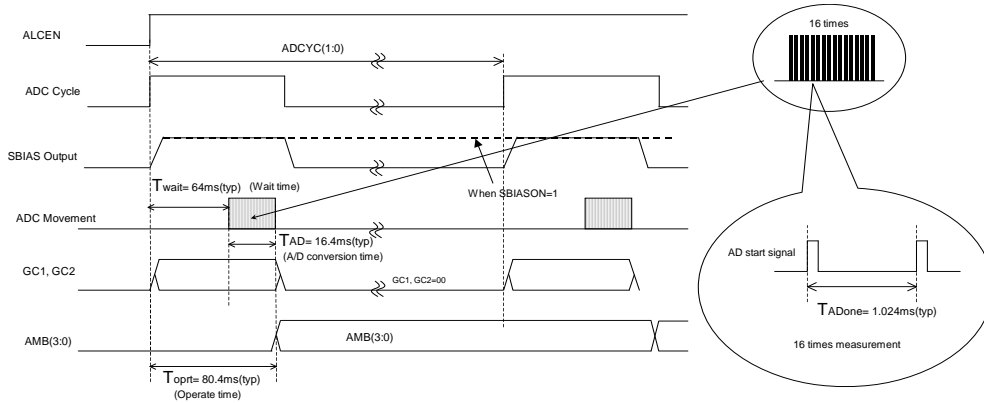 ALCEN
ADCYC(1:0)
ADC Cycle
SBIAS Output
When SBIASON=1
Twait= 64ms(typ) (Wait time)
ADC Movement
TAD= 16.4ms(typ)
(A/D conversion time)
GC1, GC2
GC1, GC2=00
AMB(3:0)
AMB(3:0)
Toprt= 80.4ms(typ)
(Operate time)
16 times
AD start signal
TADone= 1.024ms(typ)
16 times measurement